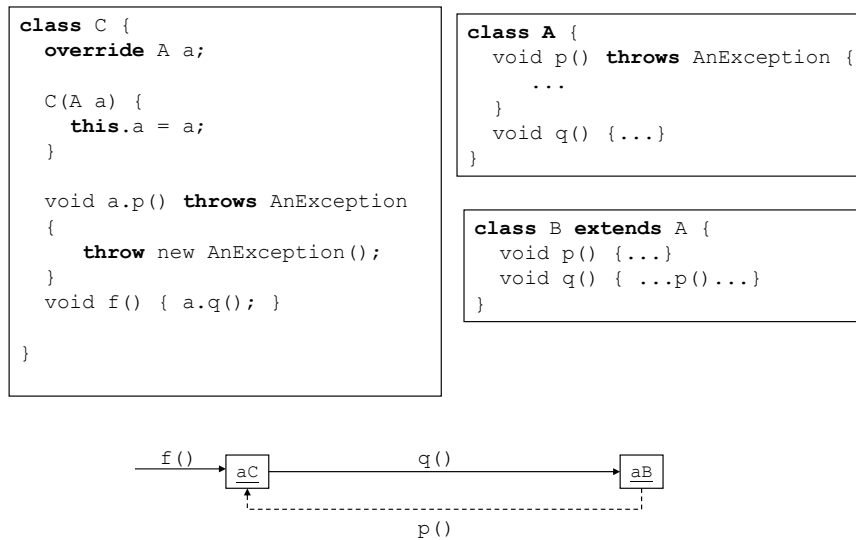 class C {
override A a;
C(A a) {
this.a = a;
}
void a.p() throws AnException
{
throw new AnException();
}
void f() { a.q(); }
}
class A {
void p() throws AnException {
...
}
void q() {...}
}
class B extends A {
void p() {...}
void q() { ...p()...}
}
f()
aC
q()
aB
p()